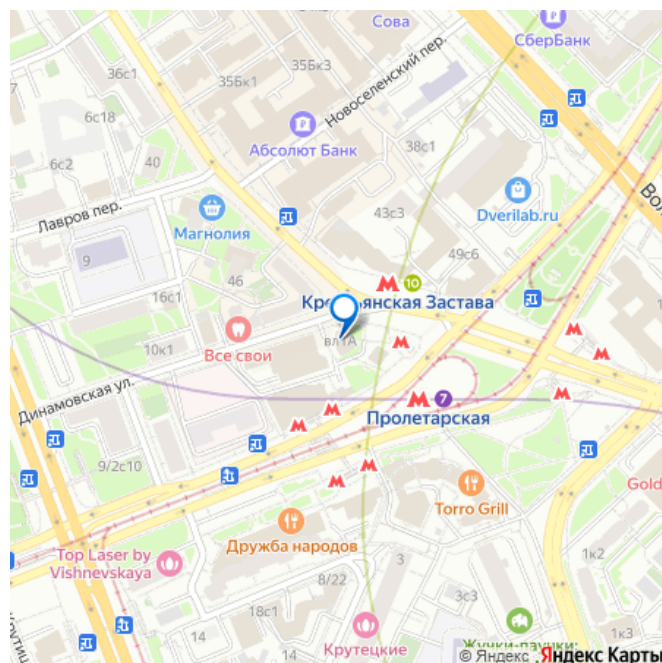 Сова
СберБанк
36с1
35Бк1
35Бк3
Новоселенский пер.
6с18
Абсолют Банк
38с1
6с2
40
Dverilab.ru
Лавров пер.
Магнолия
43с3
9
46
49с6
10
16с1
Крестьянская Застава
вл1А
Все свои
10к1
Динамовская ул.
7
Пролетарская
9/2с10
Torro Grill
Gold
Дружба народов
Top Laser by
Vishnevskaya
3
1к2
8/22
3с3
18с1
14
14
Крутецкие
Жучки-паучки:
1к3
© Яндекс Яндекс Карты